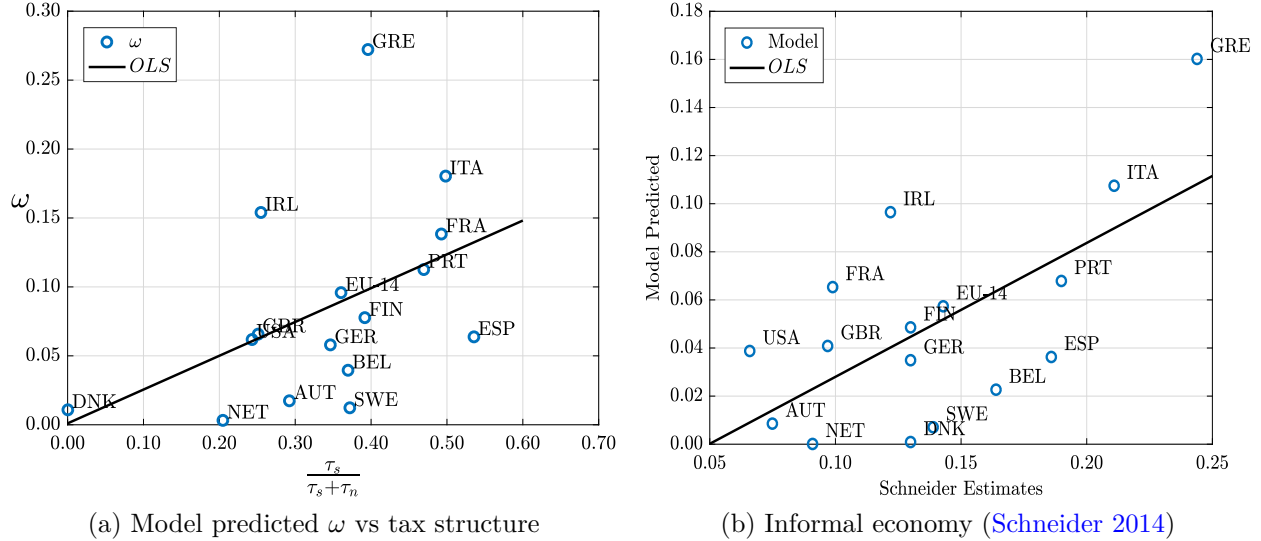 0.30
0.25
0.20
0.15
0.10
0.05
0.00
ω
ω
OLS
GRE
ITA
IRL
FRA
PRT
EU-14
FIN
GBR
USA
ESP
GER
BEL
AUT
SWE
DNK
NET
0.00 0.10 0.20 0.30 0.40 0.50 0.60 0.70
τs
τs+τn
(a) Model predicted ω vs tax structure
0.18
0.16
0.14
0.12
0.10
0.08
0.06
0.04
0.02
0.00
Model Predicted
Model
OLS
GRE
ITA
IRL
PRT
FRA
EU-14
FIN
USA
GBR
GER
ESP
BEL
AUT
SWE
DNK
NET
0.05 0.10 0.15 0.20 0.25
Schneider Estimates
(b) Informal economy (Schneider 2014)